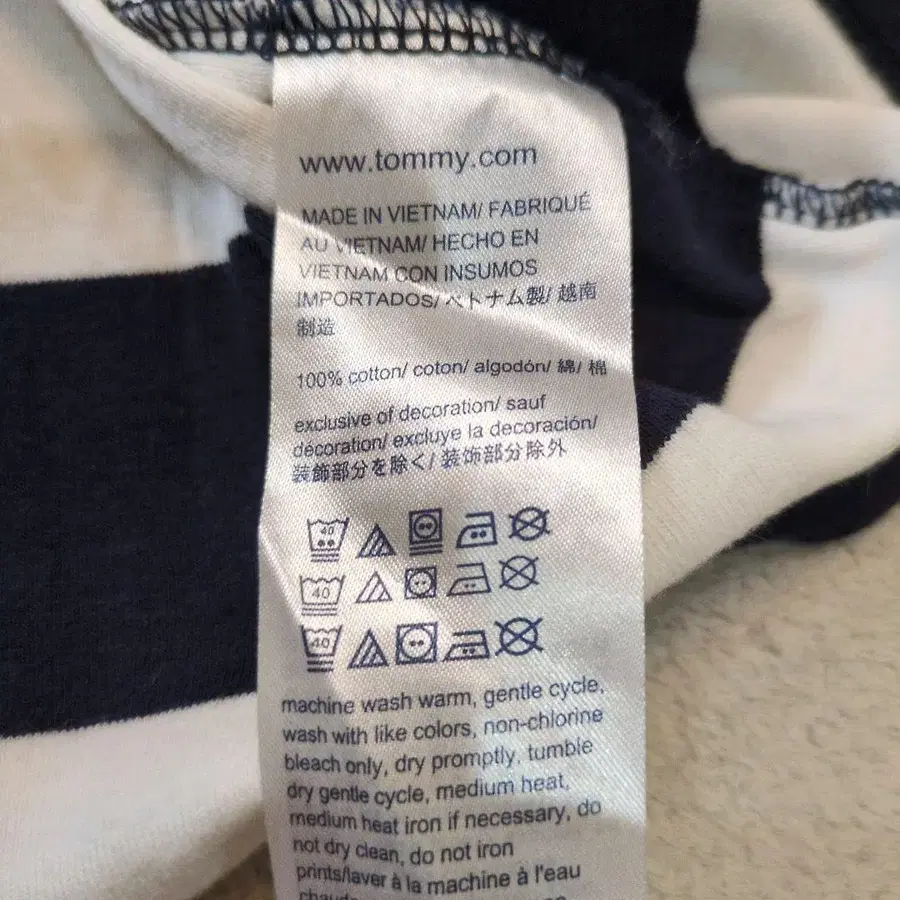 www.tommy.com
MADE IN VIETNAM/ FABRIQUÉ
AU VIETNAM/ HECHO EN
VIETNAM CON INSUMOS
IMPORTADOS/ベトナム製/ 越南
制造
100% cotton/ coton/ algodón/ 綿/ 棉
exclusive of decoration/ sauf
décoration/ excluye la decoración/
装飾部分を除く/ 装饰部分除外
40
40
40
machine wash warm, gentle cycle,
wash with like colors, non-chlorine
bleach only, dry promptly, tumble
dry gentle cycle, medium heat,
medium heat iron if necessary, do
not dry clean, do not iron
prints/laver à la machine à l'eau